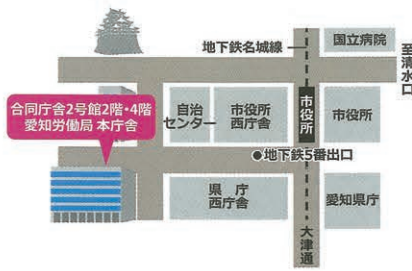 国立病院
地下鉄名城線
至清水口
合同庁舎2号館2階・4階
愛知労働局 本庁舎
自治
センター
市役所
西庁舎
市役所
市役所
●地下鉄5番出口
県庁
西庁舎
愛知県庁
大津通